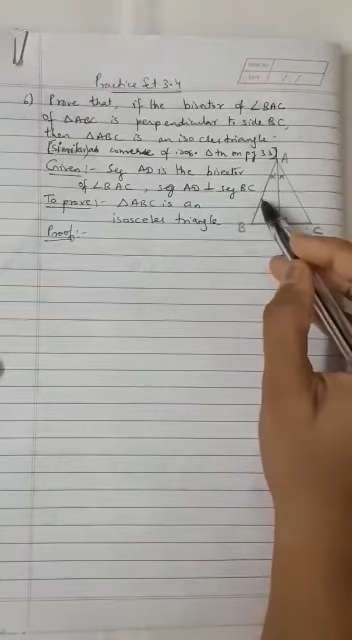 Practice Set 3.4
6) Prove that, if the bisector of ∠BAC
of △ABC is perpendicular to side BC,
then △ABC is an isosceles triangle.
[Similar as converse of isos. △ thm on pg 33]
Given:- Seg AD is the bisector
of ∠BAC, seg AD ⊥ seg BC
To prove:- △ABC is an
isosceles triangle
Proof:-
A
B
C